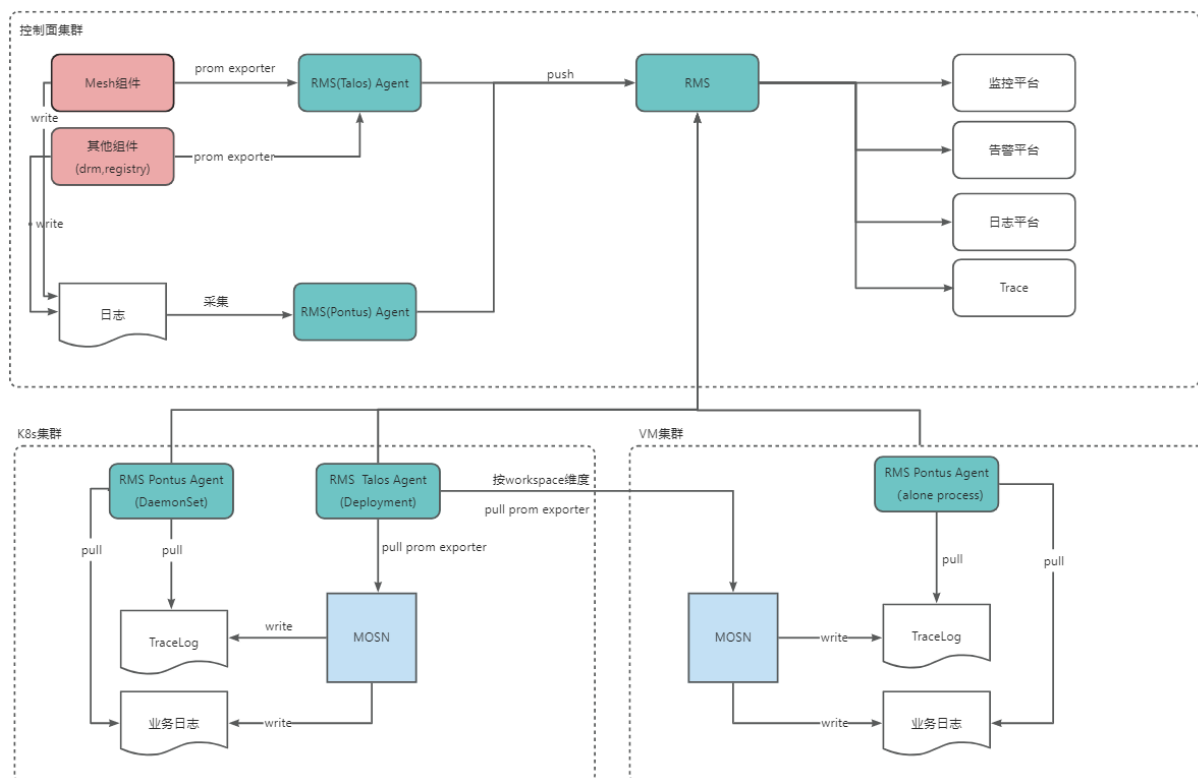 控制面集群
Mesh组件
prom exporter
RMS(Talos) Agent
push
RMS
监控平台
write
其他组件
(drm,registry)
prom exporter
告警平台
write
日志平台
日志
采集
RMS(Pontus) Agent
Trace
K8s集群
RMS Pontus Agent
(DaemonSet)
RMS Talos Agent
(Deployment)
按workspace维度
pull prom exporter
pull
pull
pull prom exporter
TraceLog
write
MOSN
业务日志
write
VM集群
RMS Pontus Agent
(alone process)
pull
pull
MOSN
write
TraceLog
write
业务日志